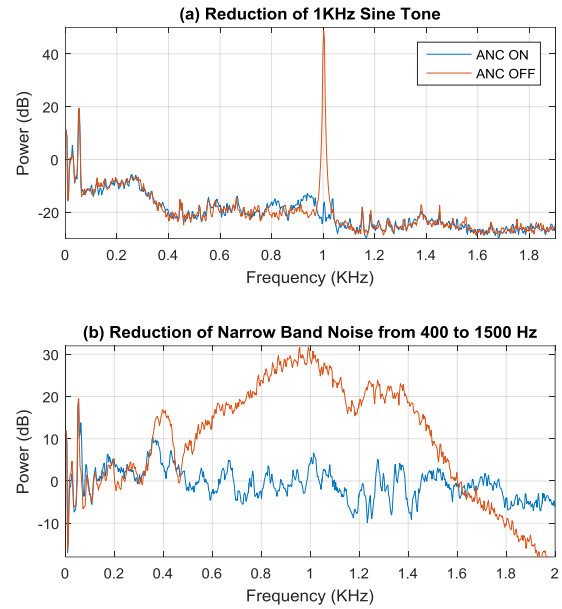 (a) Reduction of 1KHz Sine Tone
Power (dB)
40
20
0
-20
ANC ON
ANC OFF
0 0.2 0.4 0.6 0.8 1 1.2 1.4 1.6 1.8
Frequency (KHz)
(b) Reduction of Narrow Band Noise from 400 to 1500 Hz
Power (dB)
30
20
10
0
-10
0 0.2 0.4 0.6 0.8 1 1.2 1.4 1.6 1.8 2
Frequency (KHz)